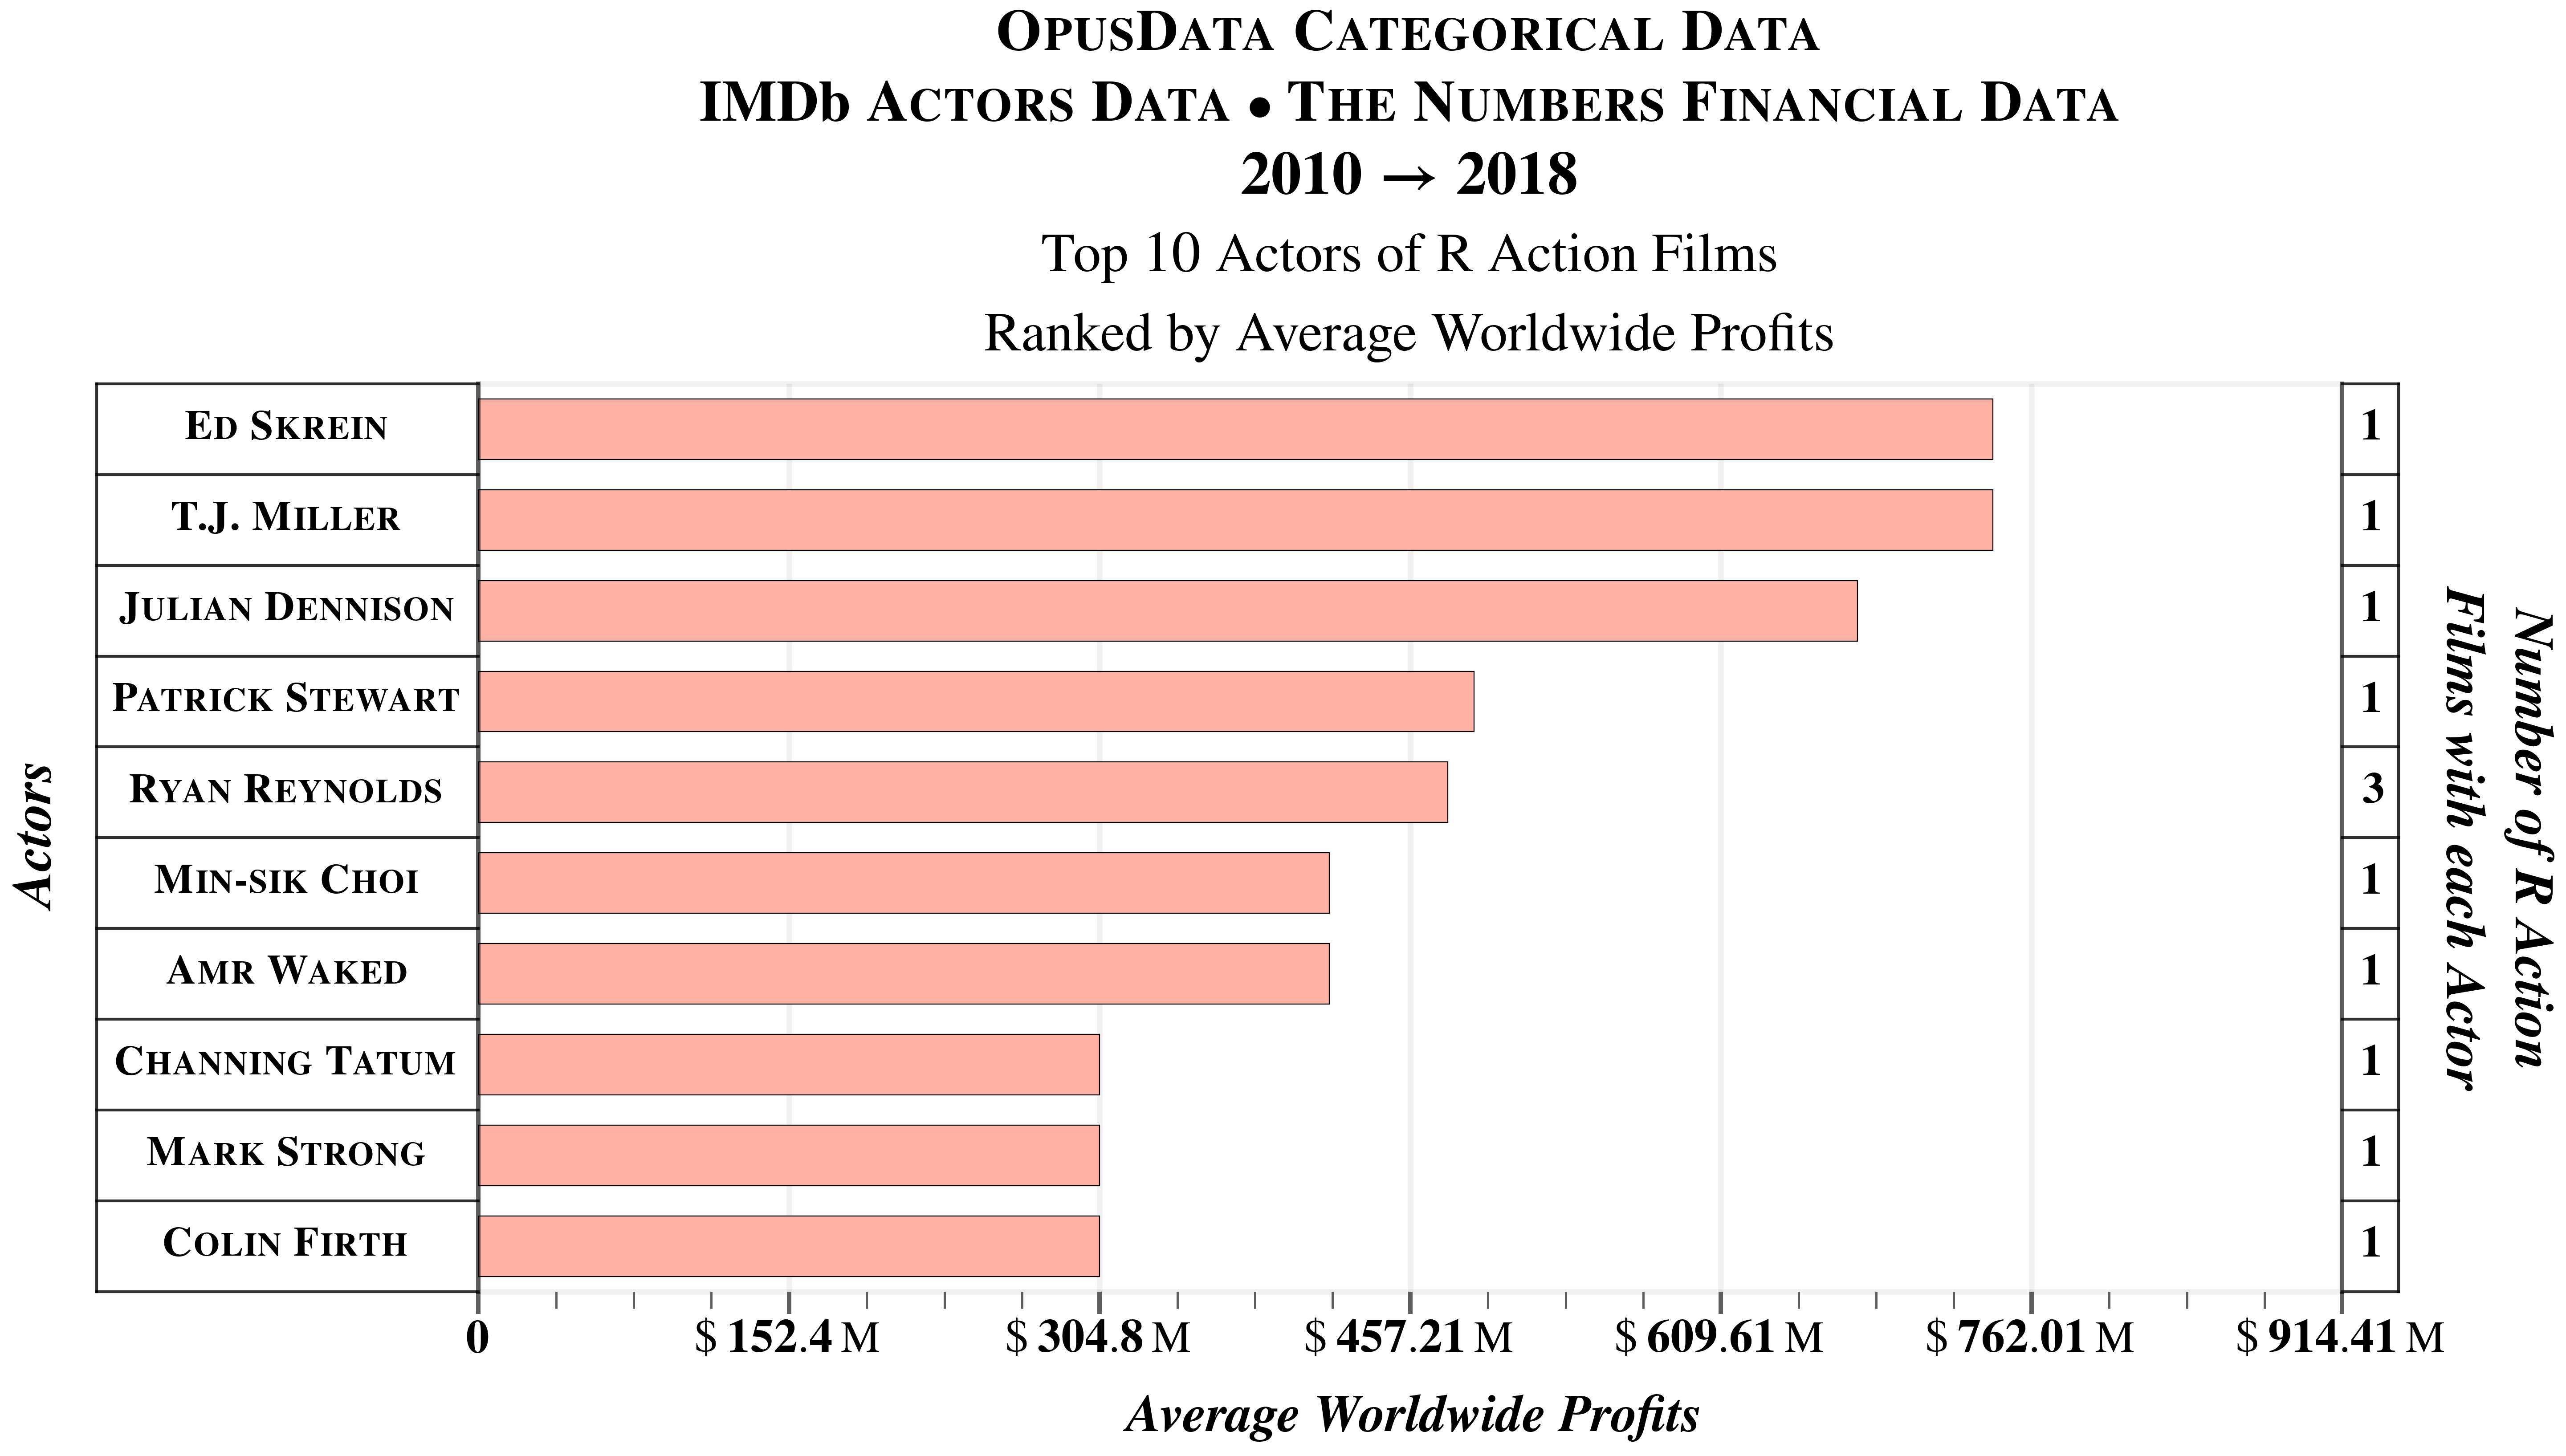 OPUSDATA CATEGORICAL DATA
IMDb ACTORS DATA • THE NUMBERS FINANCIAL DATA
2010 → 2018
Top 10 Actors of R Action Films
Ranked by Average Worldwide Profits
Actors
ED SKREIN 1
T.J. MILLER 1
JULIAN DENNISON 1
PATRICK STEWART 1
RYAN REYNOLDS 3
MIN-SIK CHOI 1
AMR WAKED 1
CHANNING TATUM 1
MARK STRONG 1
COLIN FIRTH 1
Number of R Action
Films with each Actor
0 $ 152.4 M $ 304.8 M $ 457.21 M $ 609.61 M $ 762.01 M $ 914.41 M
Average Worldwide Profits